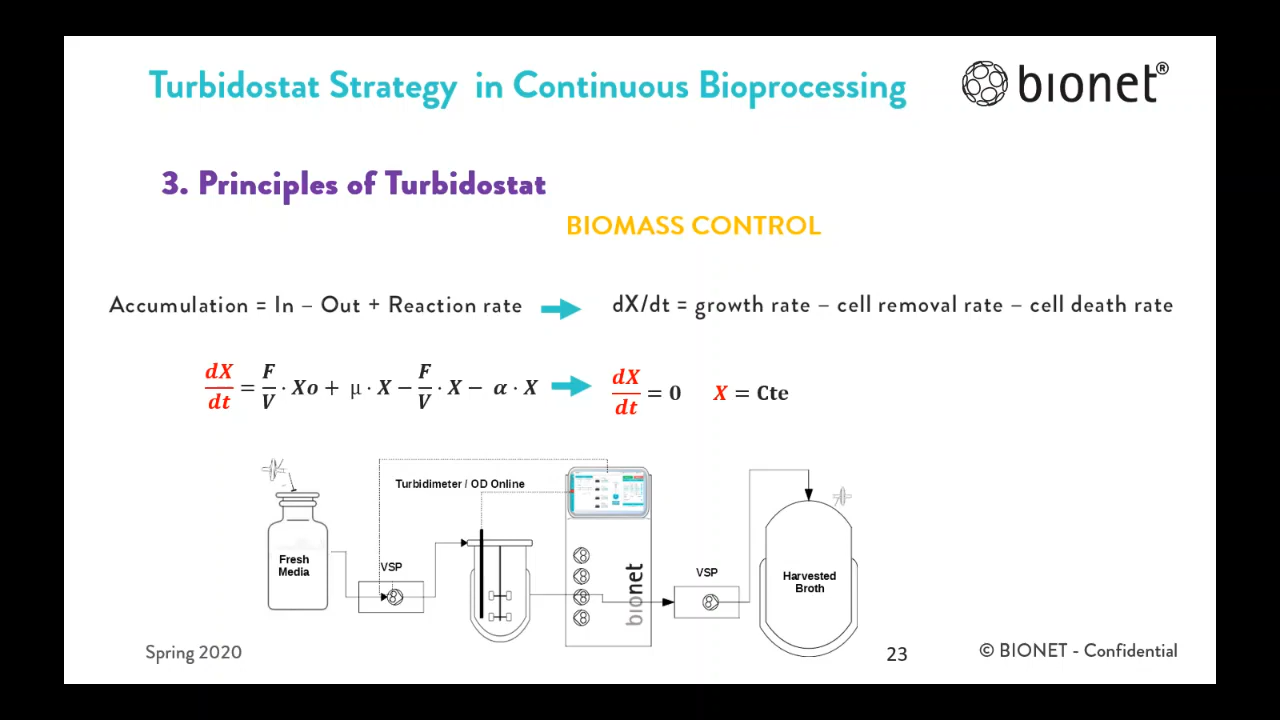 Turbidostat Strategy in Continuous Bioprocessing
bionet®
3. Principles of Turbidostat
BIOMASS CONTROL
Accumulation = In – Out + Reaction rate
dX/dt = growth rate – cell removal rate – cell death rate
dX/dt = F/V · Xo + μ · X − F/V · X − α · X
dX/dt = 0 X = Cte
Turbidimeter / OD Online
Fresh
Media
VSP
bionet
VSP
Harvested
Broth
Spring 2020
23
© BIONET - Confidential